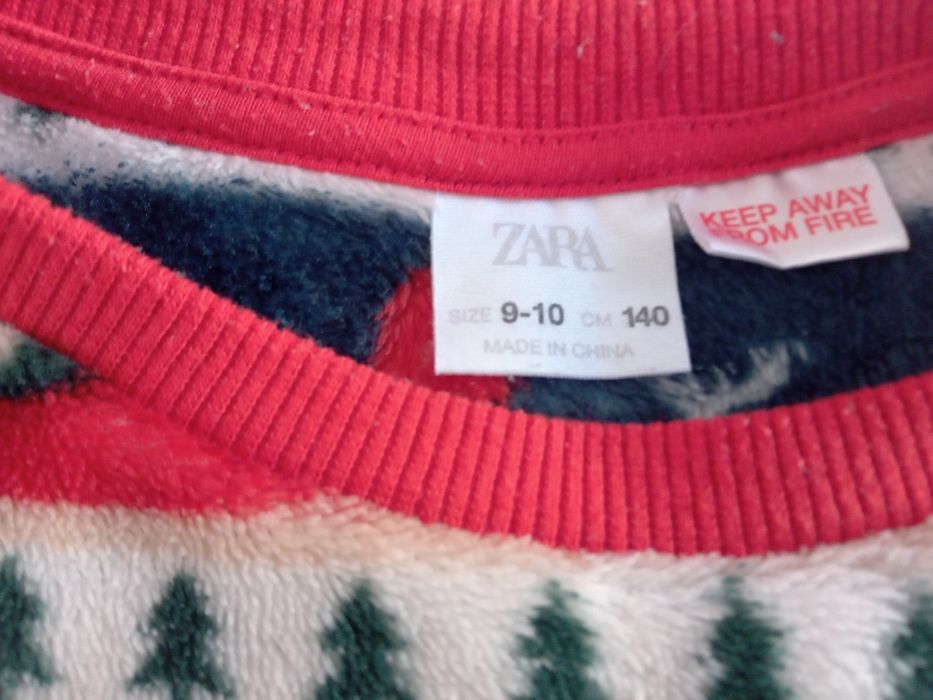 ZARA
SIZE 9-10 CM 140
MADE IN CHINA
KEEP AWAY
FROM FIRE